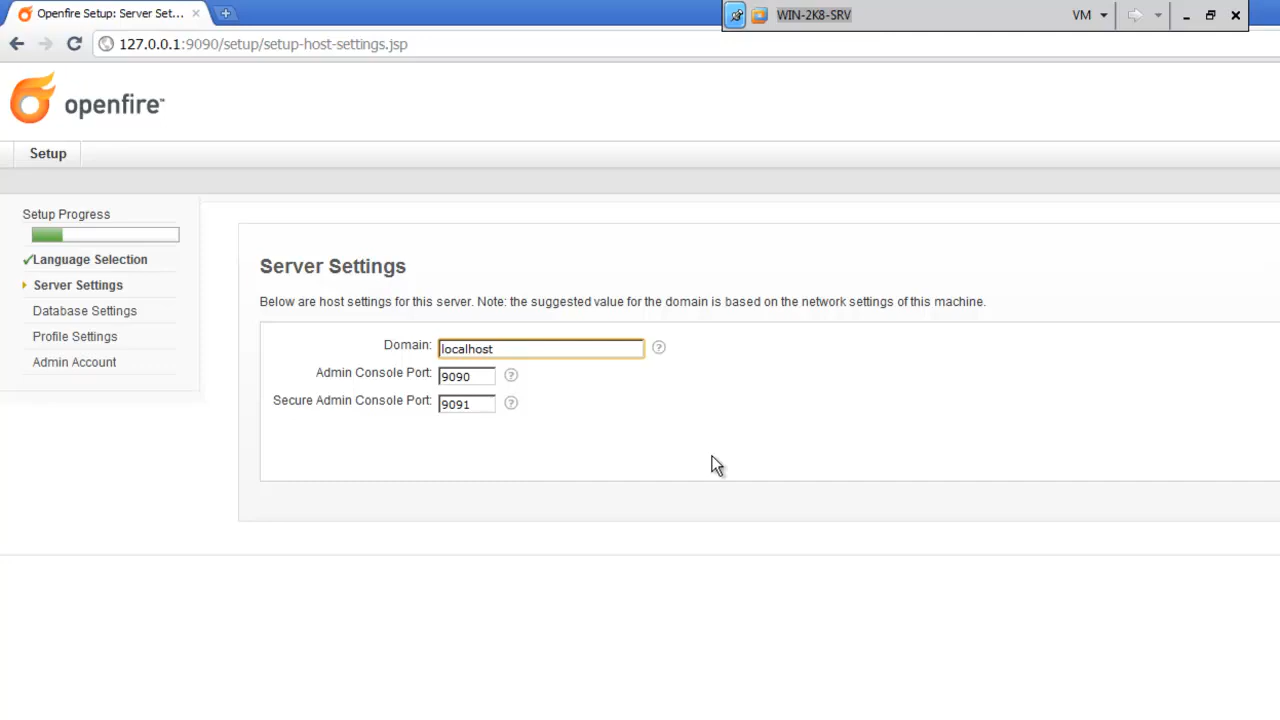 Openfire Setup: Server Set...
WIN-2K8-SRV
VM
127.0.0.1:9090/setup/setup-host-settings.jsp
openfire™
Setup
Setup Progress
Language Selection
Server Settings
Database Settings
Profile Settings
Admin Account
Server Settings
Below are host settings for this server. Note: the suggested value for the domain is based on the network settings of this machine.
Domain: localhost
Admin Console Port: 9090
Secure Admin Console Port: 9091